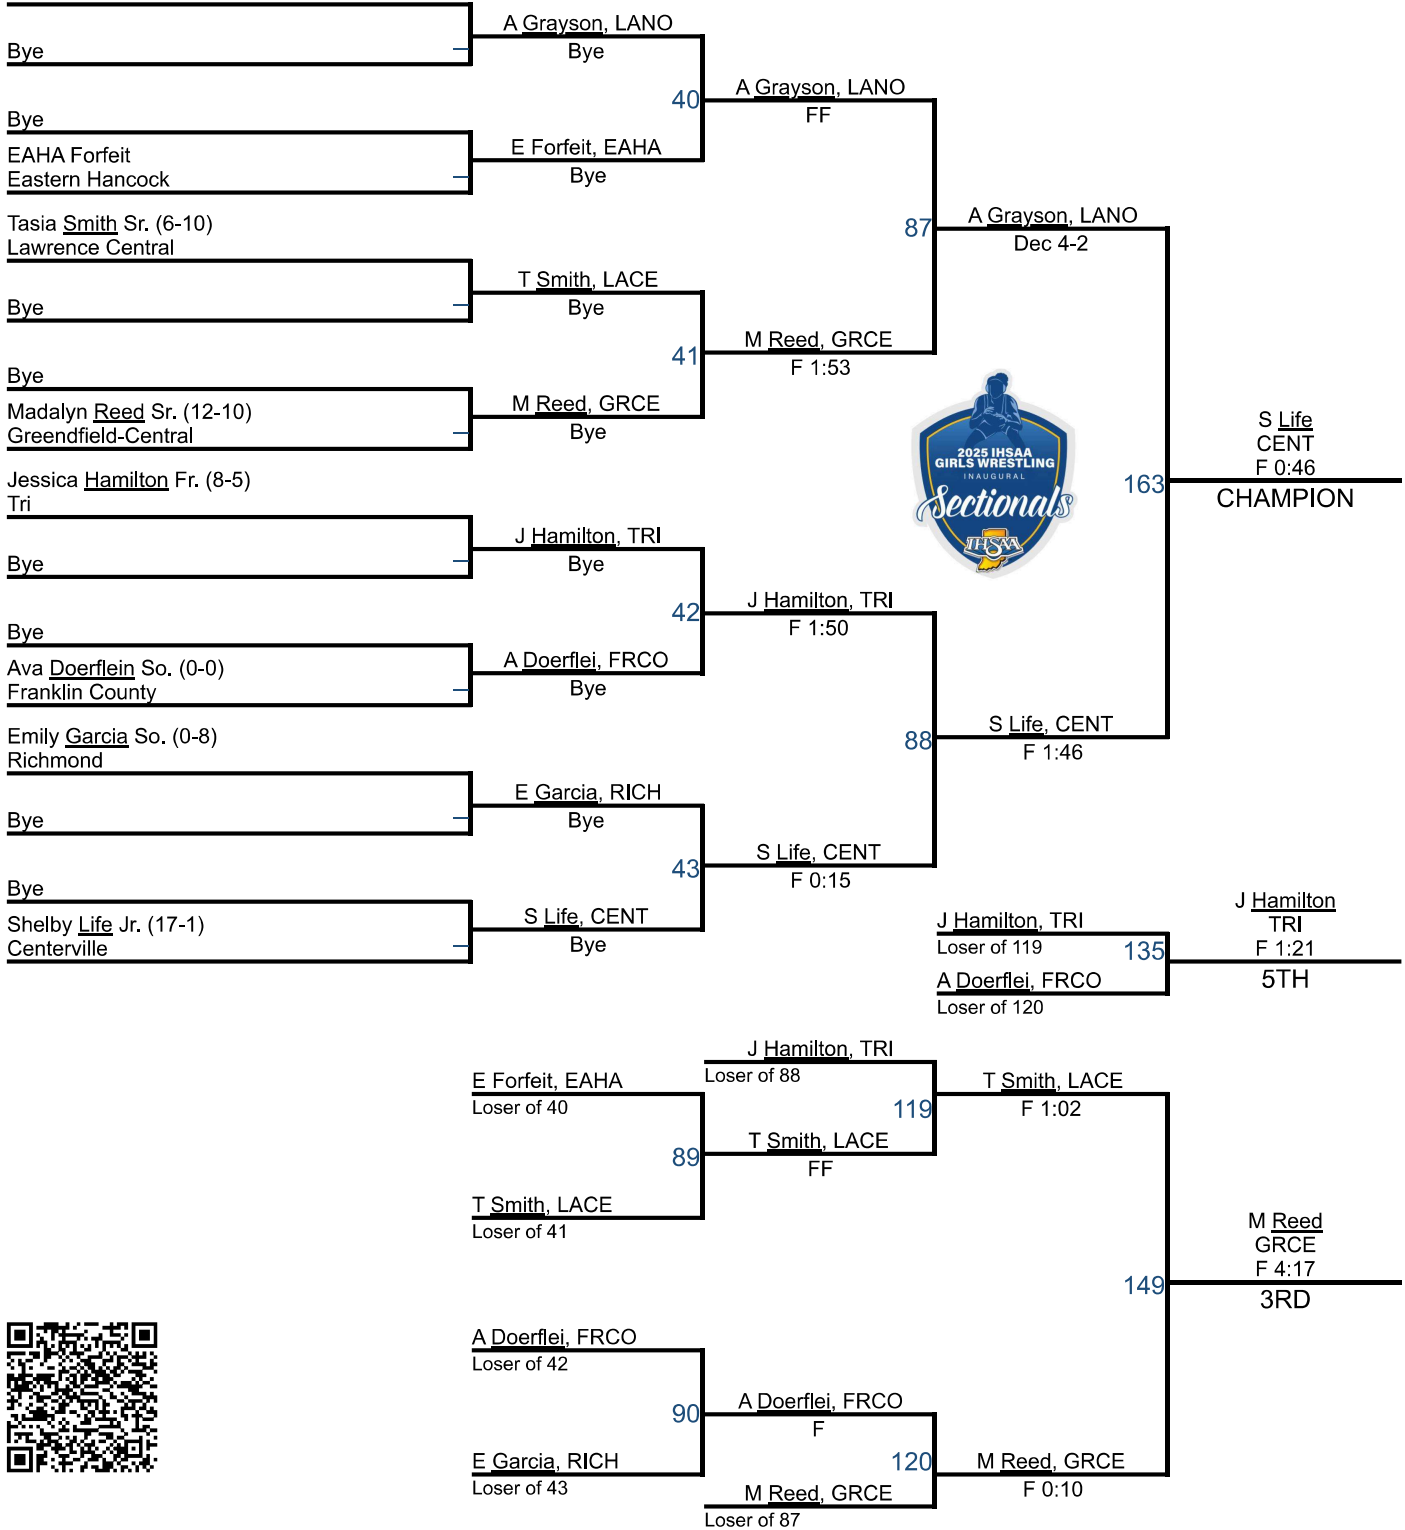 A Grayson, LANO
Bye
Bye
40
A Grayson, LANO
FF
Bye
E Forfeit, EAHA
EAHA Forfeit
Eastern Hancock
Bye
Tasia Smith Sr. (6-10)
Lawrence Central
87
A Grayson, LANO
Dec 4-2
T Smith, LACE
Bye
Bye
41
M Reed, GRCE
F 1:53
Bye
M Reed, GRCE
Madalyn Reed Sr. (12-10)
Greendfield-Central
Bye
2025 IHSAA
GIRLS WRESTLING
INAUGURAL
Sectionals
IHSAA
163
S Life
CENT
F 0:46
CHAMPION
Jessica Hamilton Fr. (8-5)
Tri
J Hamilton, TRI
Bye
Bye
42
J Hamilton, TRI
F 1:50
Bye
A Doerflei, FRCO
Ava Doerflein So. (0-0)
Franklin County
Bye
Emily Garcia So. (0-8)
Richmond
88
S Life, CENT
F 1:46
E Garcia, RICH
Bye
Bye
43
S Life, CENT
F 0:15
Bye
S Life, CENT
Shelby Life Jr. (17-1)
Centerville
Bye
J Hamilton, TRI
Loser of 119
135
A Doerflei, FRCO
Loser of 120
J Hamilton
TRI
F 1:21
5TH
J Hamilton, TRI
Loser of 88
E Forfeit, EAHA
Loser of 40
119
T Smith, LACE
F 1:02
89
T Smith, LACE
FF
T Smith, LACE
Loser of 41
149
M Reed
GRCE
F 4:17
3RD
A Doerflei, FRCO
Loser of 42
90
A Doerflei, FRCO
F
E Garcia, RICH
Loser of 43
120
M Reed, GRCE
F 0:10
M Reed, GRCE
Loser of 87